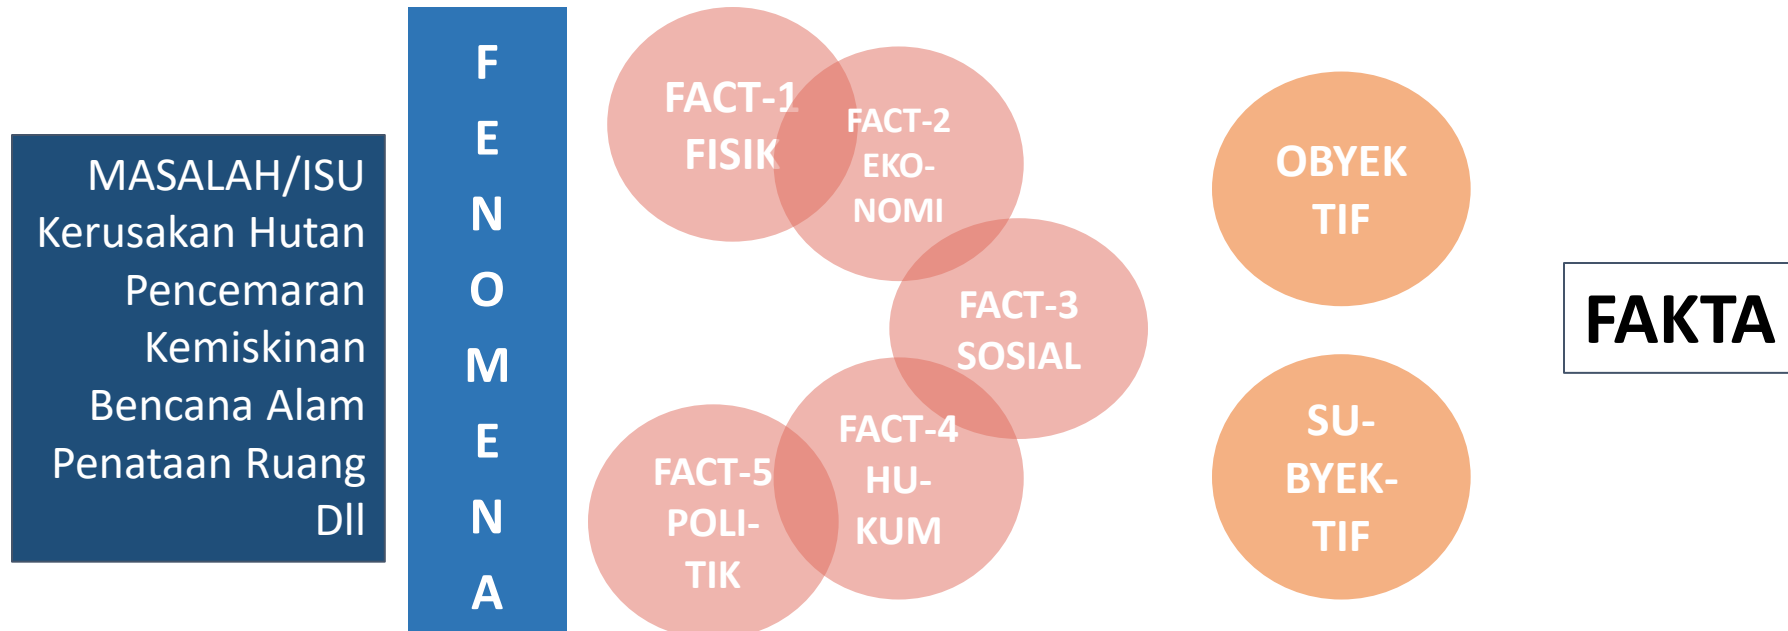 MASALAH/ISU
Kerusakan Hutan
Pencemaran
Kemiskinan
Bencana Alam
Penataan Ruang
Dll
F
E
N
O
M
E
N
A
FACT-1
FISIK
FACT-2
EKO-
NOMI
FACT-3
SOSIAL
FACT-4
HU-
KUM
FACT-5
POLI-
TIK
OBYEK
TIF
SU-
BYEK-
TIF
FAKTA